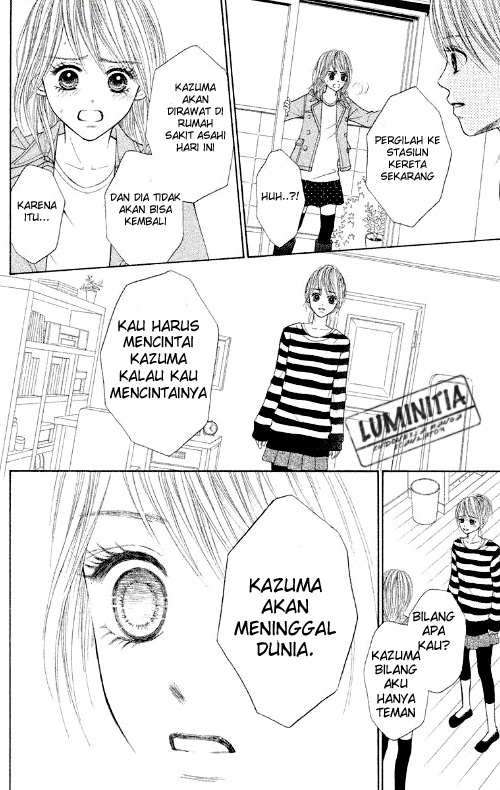 PERGILAH KE
STASIUN
KERETA
SEKARANG
HUH..?!
KAZUMA
AKAN
DIRAWAT DI
RUMAH
SAKIT ASAHI
HARI INI
DAN DIA TIDAK
AKAN BISA
KEMBALI
KARENA
ITU...
KAU HARUS
MENCINTAI
KAZUMA
KALAU KAU
MENCINTAINYA
LUMINITIA
BILANG
APA
KAU?
KAZUMA
BILANG
AKU
HANYA
TEMAN
KAZUMA
AKAN
MENINGGAL
DUNIA.